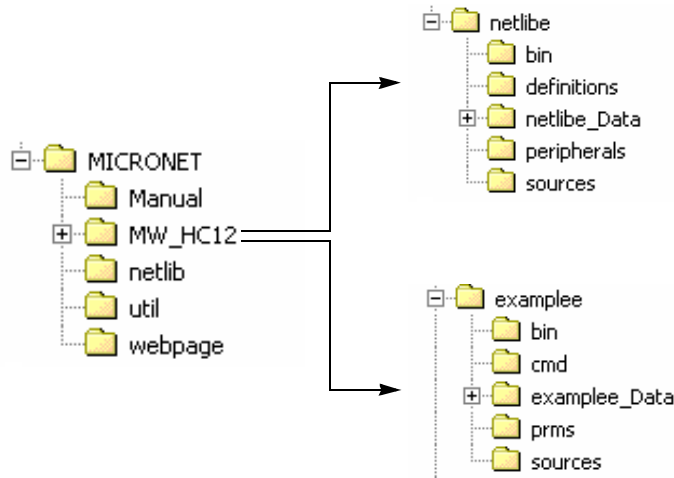 MICRONET
Manual
MW_HC12
netlib
util
webpage
netlibe
bin
definitions
netlibe_Data
peripherals
sources
examplee
bin
cmd
examplee_Data
prms
sources